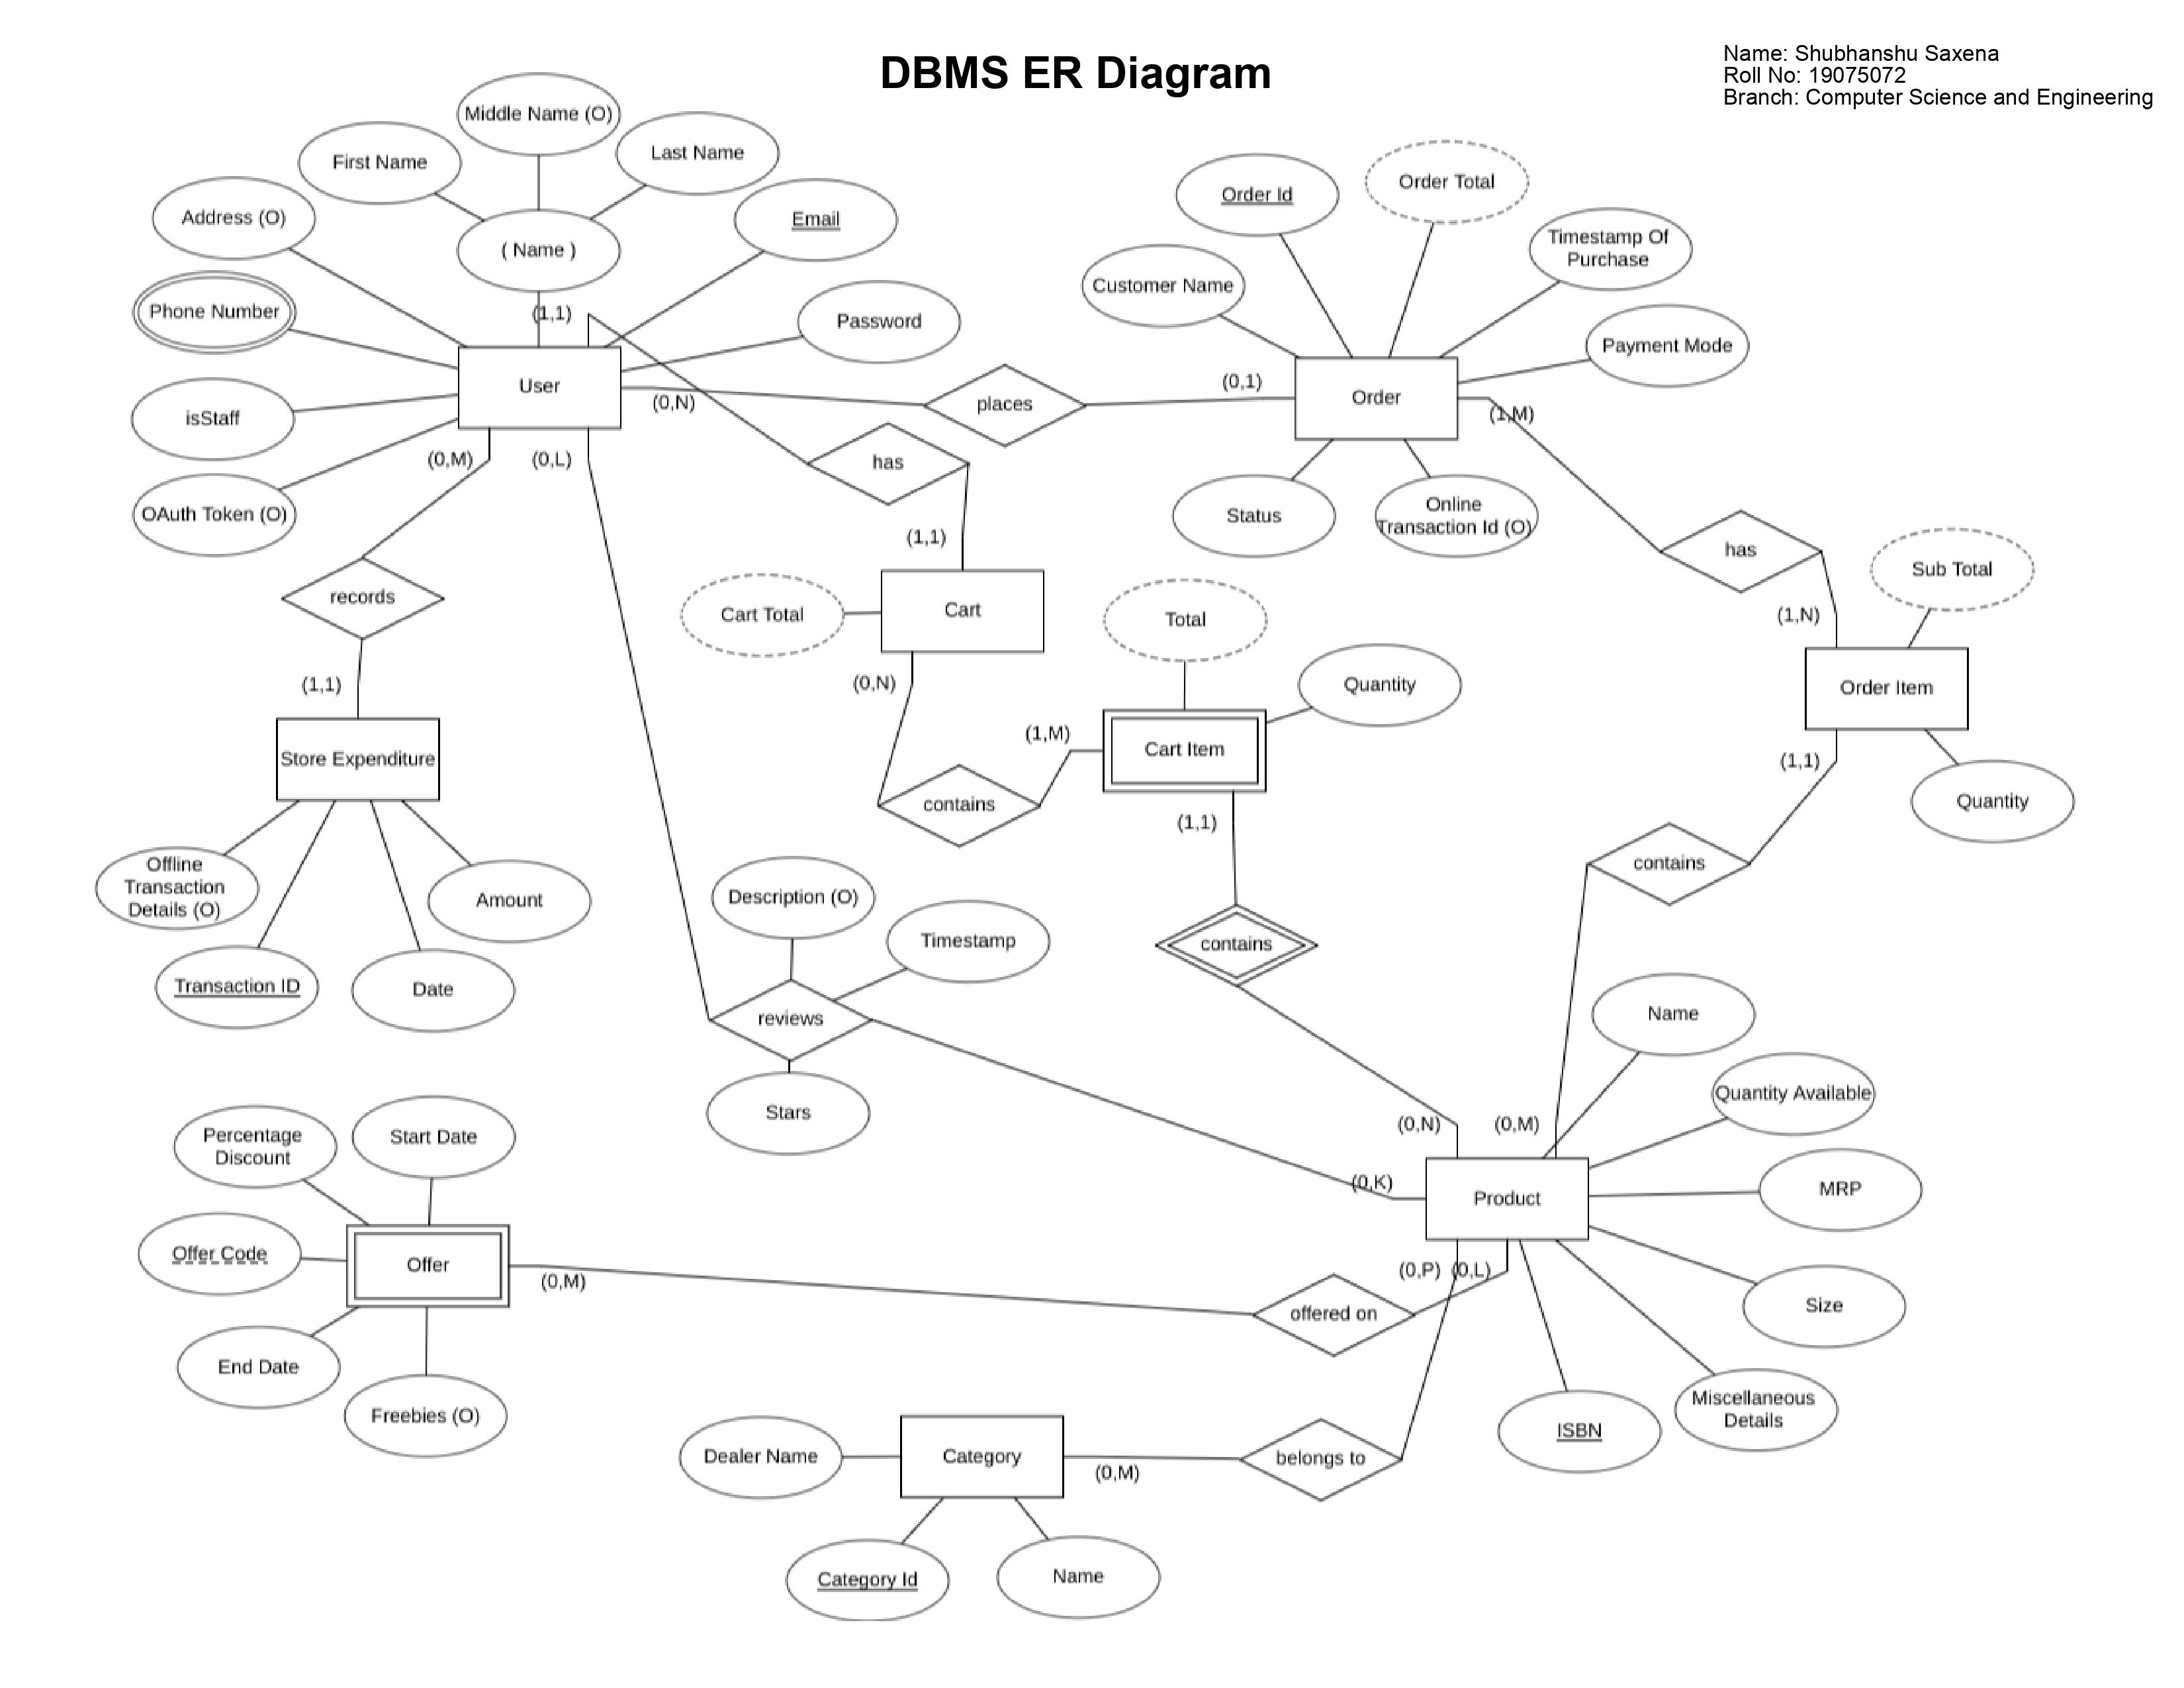 DBMS ER Diagram
Name: Shubhanshu Saxena
Roll No: 19075072
Branch: Computer Science and Engineering
Middle Name (O)
First Name
Last Name
Address (O)
( Name )
Email
Phone Number
(1,1)
Password
User
isStaff
(0,N)
(0,M)
(0,L)
OAuth Token (O)
places
has
(0,1)
Order Id
Order Total
Timestamp Of
Purchase
Customer Name
Payment Mode
Order
(1,M)
Status
Online
Transaction Id (O)
has
Sub Total
(1,N)
Order Item
(1,1)
Quantity
contains
records
(1,1)
Store Expenditure
Offline
Transaction
Details (O)
Amount
Transaction ID
Date
(1,1)
Cart Total
Cart
(0,N)
Total
Quantity
(1,M)
Cart Item
contains
(1,1)
contains
Description (O)
Timestamp
reviews
Stars
Name
Quantity Available
(0,N)
(0,M)
(0,K)
Product
MRP
(0,P)
(0,L)
Size
Miscellaneous
Details
ISBN
Percentage
Discount
Start Date
Offer Code
Offer
(0,M)
offered on
End Date
Freebies (O)
Dealer Name
Category
(0,M)
belongs to
Category Id
Name